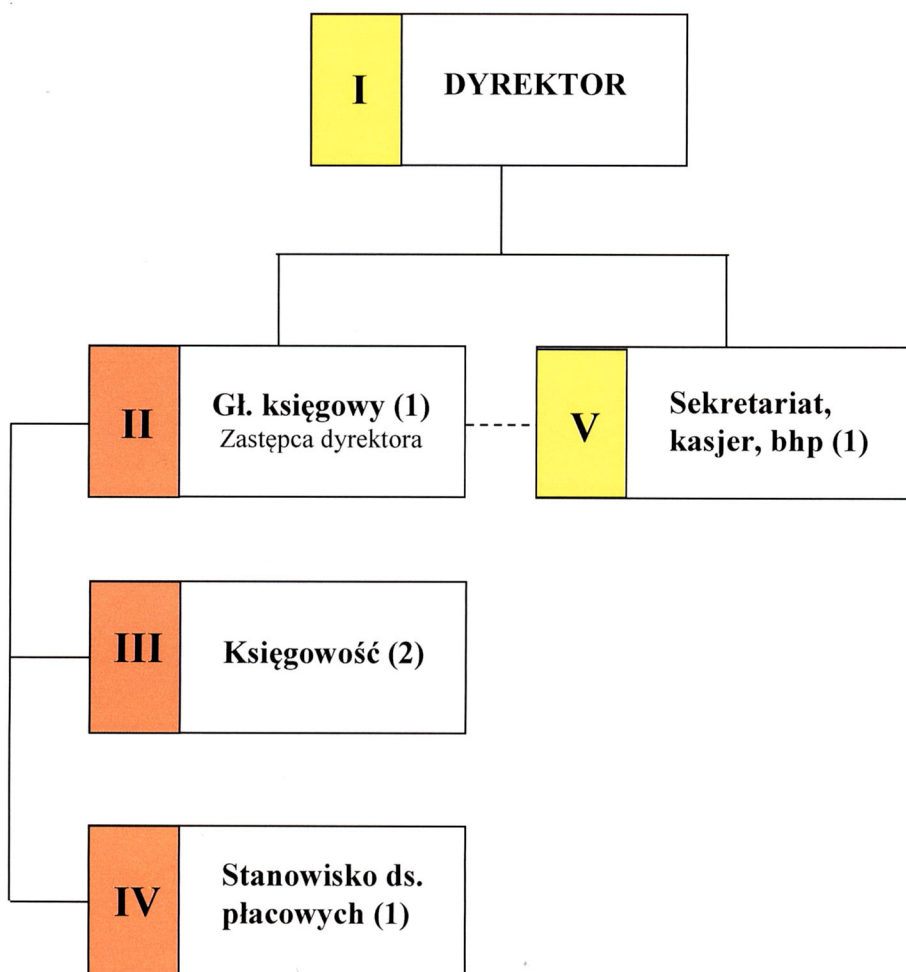 I
DYREKTOR
II
Gł. księgowy (1)
Zastępca dyrektora
V
Sekretariat,
kasjer, bhp (1)
III
Księgowość (2)
IV
Stanowisko ds.
płacowych (1)